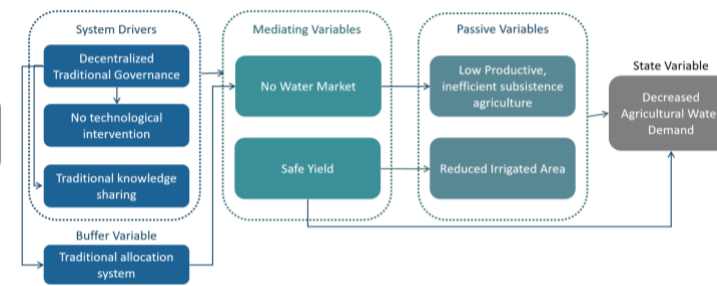 System Drivers
Decentralized
Traditional Governance
No technological
intervention
Traditional knowledge
sharing
Buffer Variable
Traditional allocation
system
Mediating Variables
No Water Market
Safe Yield
Passive Variables
Low Productive,
inefficient subsistence
agriculture
Reduced Irrigated Area
State Variable
Decreased
Agricultural Wate
Demand